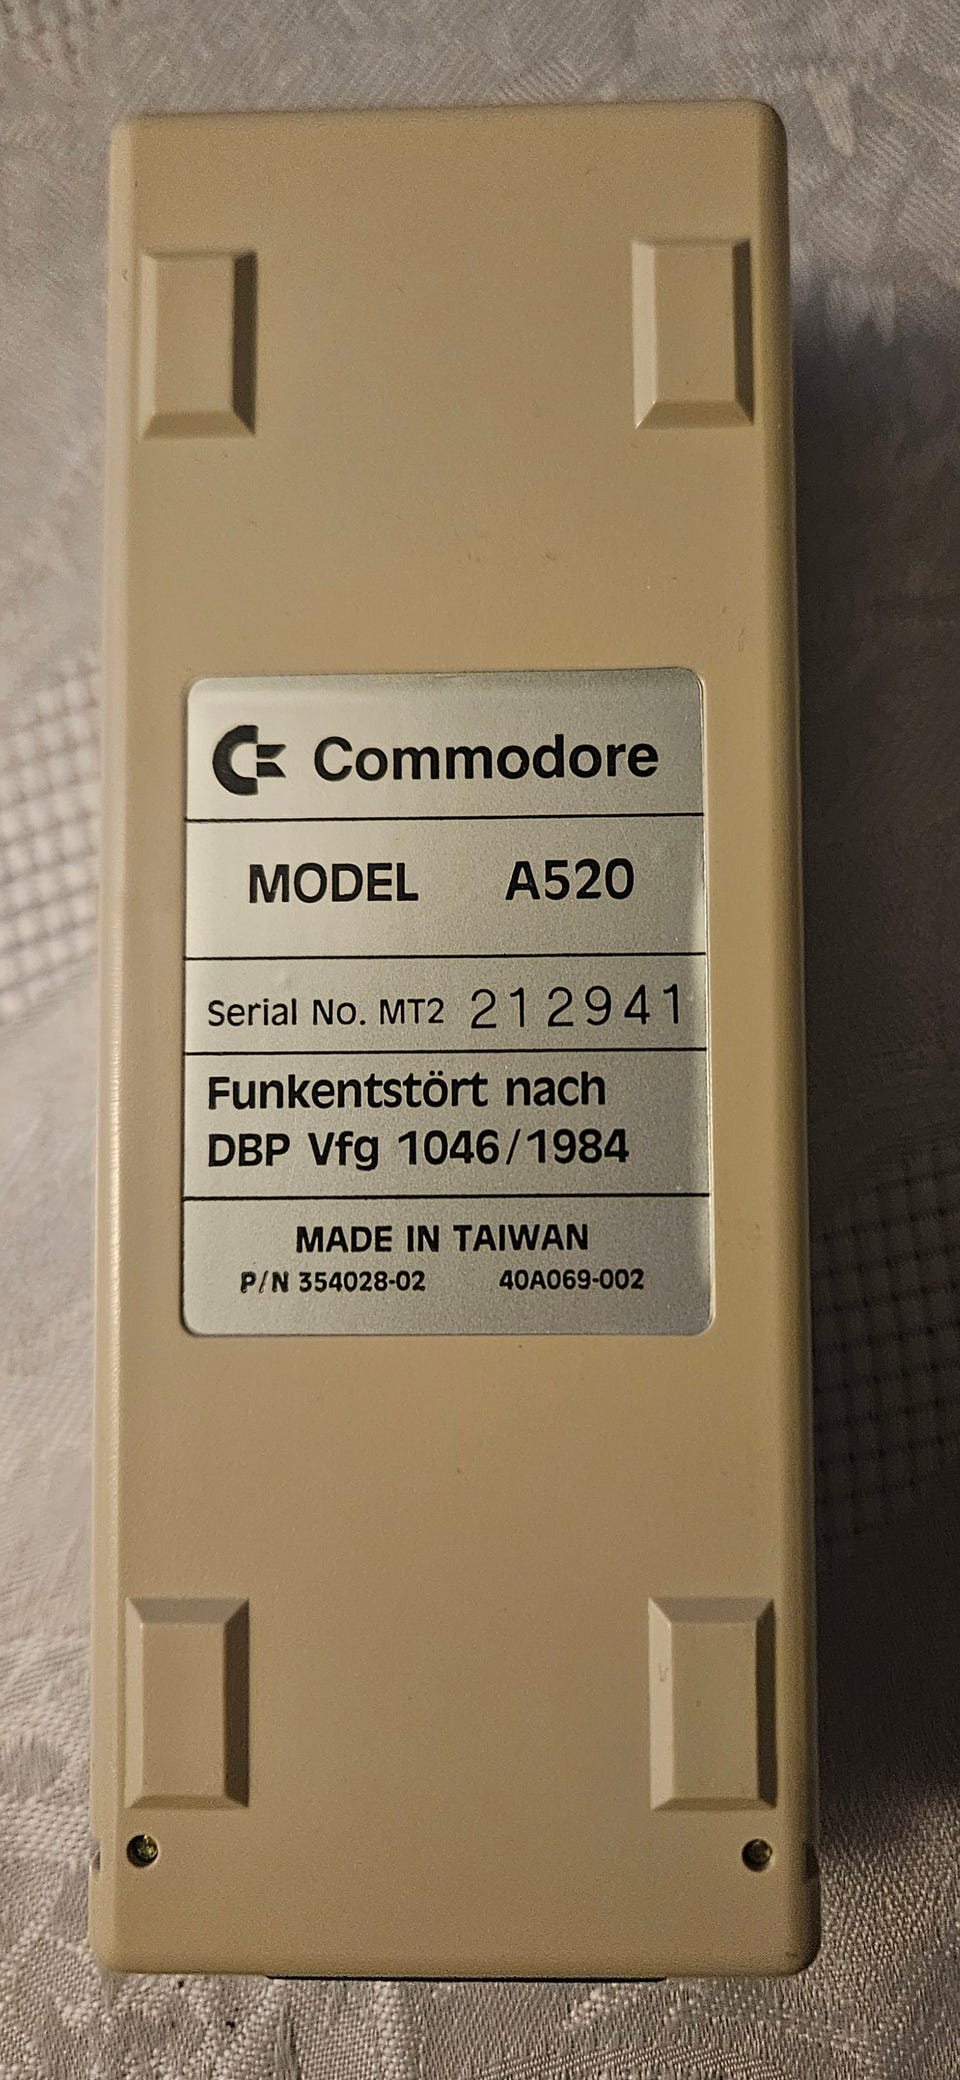 Commodore
MODEL A520
Serial No. MT2 212941
Funkentstört nach
DBP Vfg 1046/1984
MADE IN TAIWAN
P/N 354028-02 40A069-002